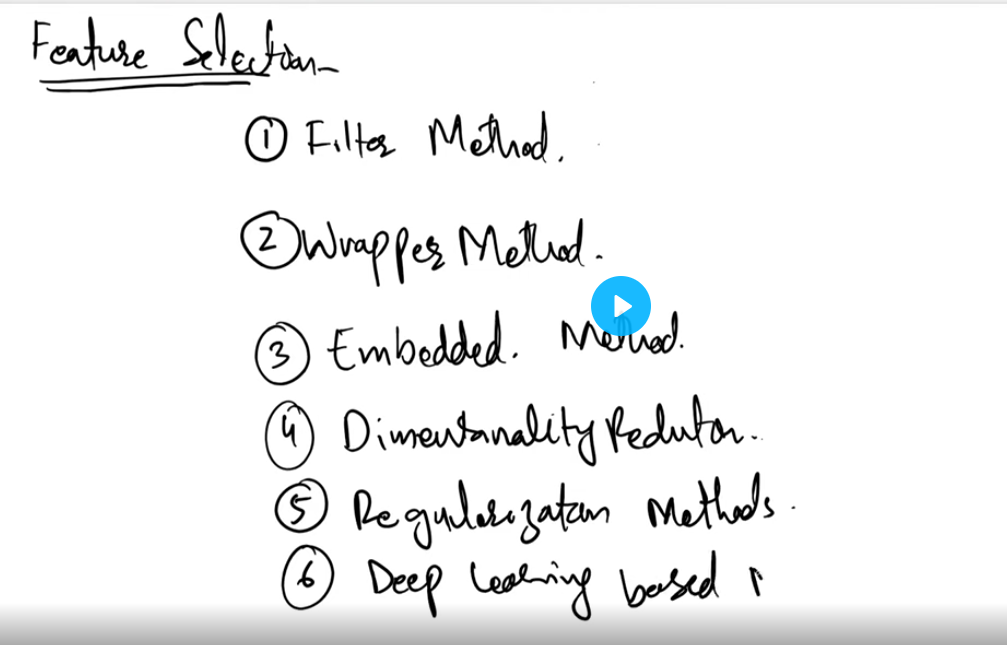 Feature Selection
① Filter Method.
② Wrapper Method.
③ Embedded. Method.
④ Dimentanality Redution.
⑤ Regularization Methods.
⑥ Deep Learning based